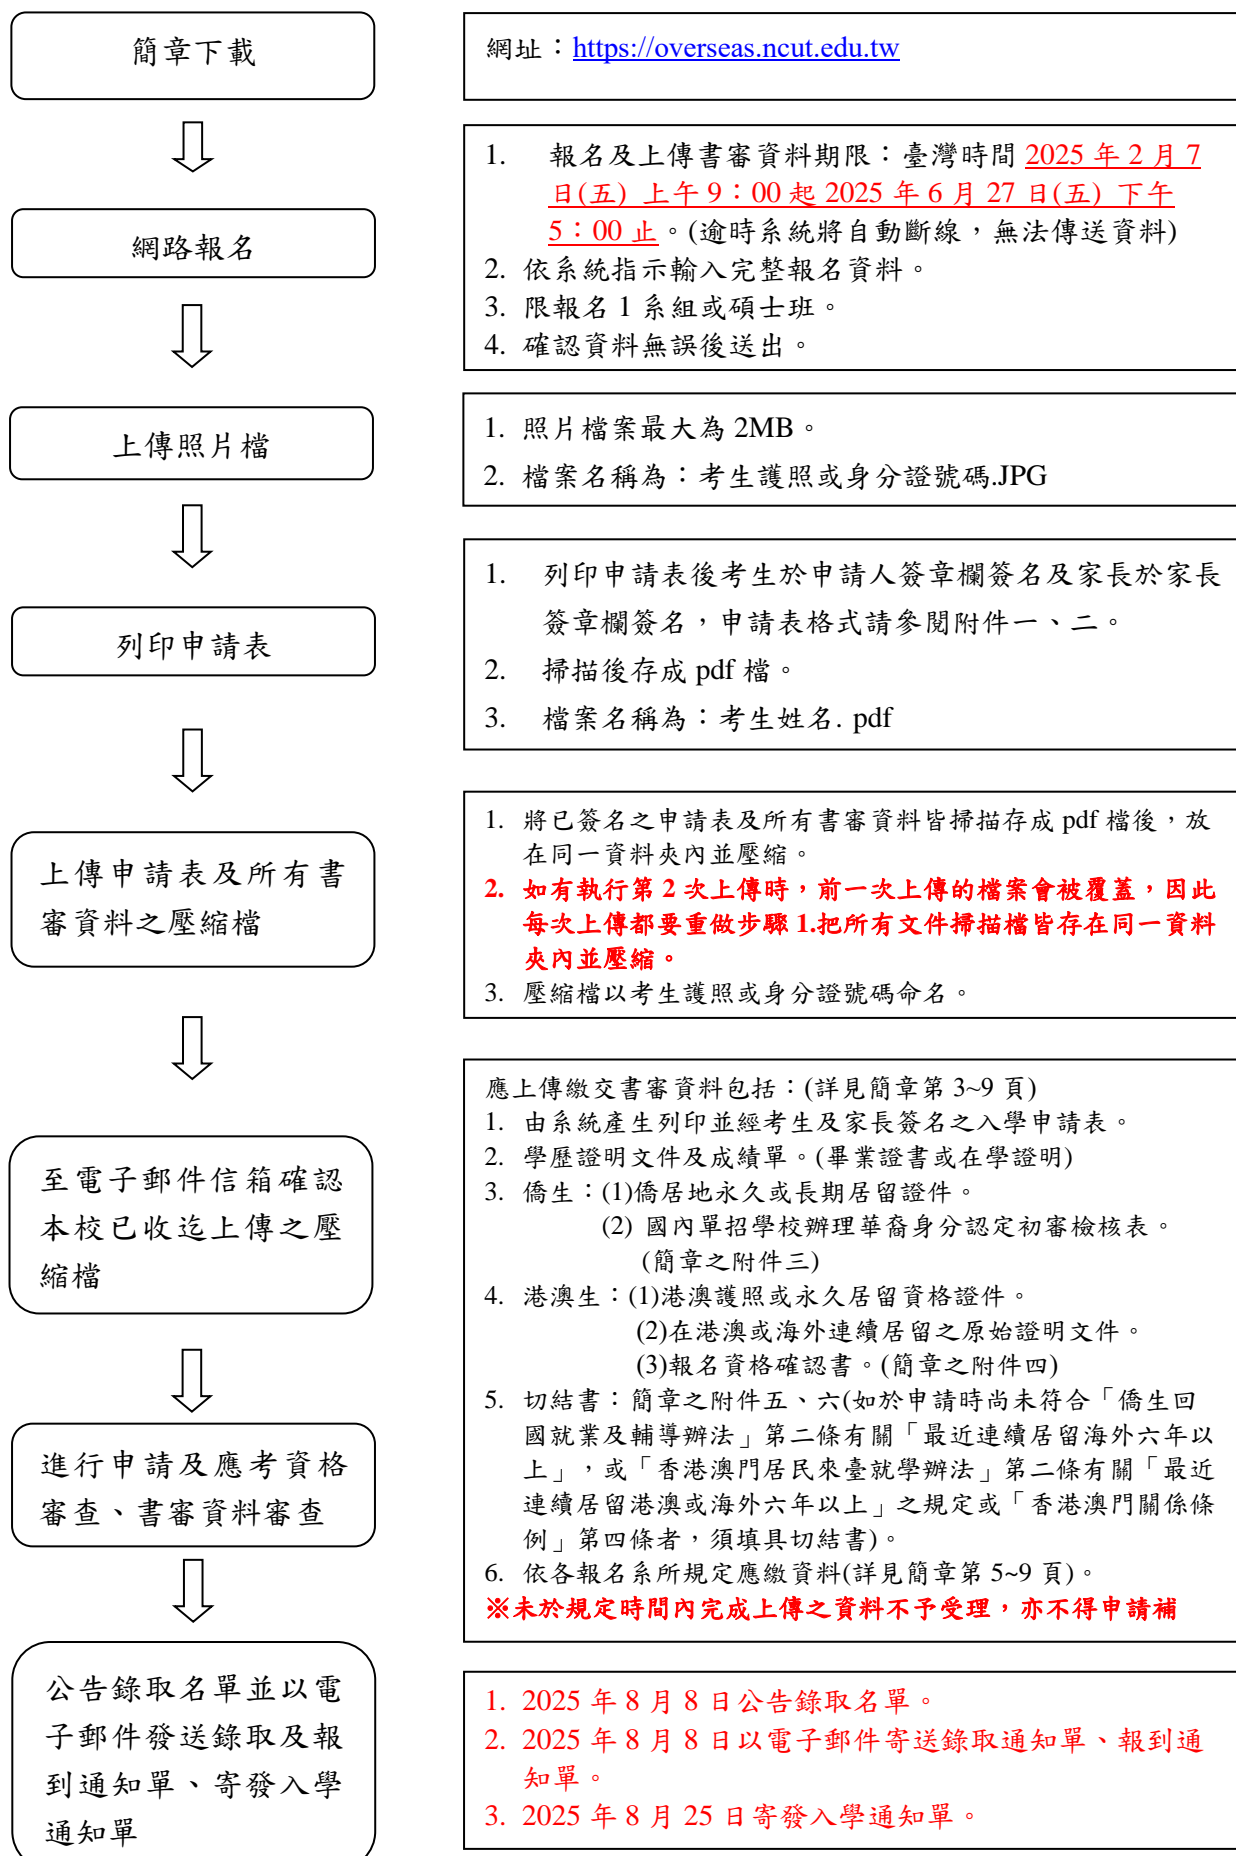 簡章下載
網址：https://overseas.ncut.edu.tw
1. 報名及上傳書審資料期限：臺灣時間 2025 年 2 月 7
日(五) 上午 9：00 起 2025 年 6 月 27 日(五) 下午
5：00 止。(逾時系統將自動斷線，無法傳送資料)
2. 依系統指示輸入完整報名資料。
3. 限報名 1 系組或碩士班。
4. 確認資料無誤後送出。
網路報名
上傳照片檔
1. 照片檔案最大為 2MB。
2. 檔案名稱為：考生護照或身分證號碼.JPG
列印申請表
1. 列印申請表後考生於申請人簽章欄簽名及家長於家長
簽章欄簽名，申請表格式請參閱附件一、二。
2. 掃描後存成 pdf 檔。
3. 檔案名稱為：考生姓名. pdf
上傳申請表及所有書
審資料之壓縮檔
1. 將已簽名之申請表及所有書審資料皆掃描存成 pdf 檔後，放
在同一資料夾內並壓縮。
2. 如有執行第 2 次上傳時，前一次上傳的檔案會被覆蓋，因此
每次上傳都要重做步驟 1.把所有文件掃描檔皆存在同一資料
夾內並壓縮。
3. 壓縮檔以考生護照或身分證號碼命名。
至電子郵件信箱確認
本校已收迄上傳之壓
縮檔
應上傳繳交書審資料包括：(詳見簡章第 3~9 頁)
1. 由系統產生列印並經考生及家長簽名之入學申請表。
2. 學歷證明文件及成績單。(畢業證書或在學證明)
3. 僑生：(1)僑居地永久或長期居留證件。
(2) 國內單招學校辦理華裔身分認定初審檢核表。
(簡章之附件三)
4. 港澳生：(1)港澳護照或永久居留資格證件。
(2)在港澳或海外連續居留之原始證明文件。
(3)報名資格確認書。(簡章之附件四)
5. 切結書：簡章之附件五、六(如於申請時尚未符合「僑生回
國就業及輔導辦法」第二條有關「最近連續居留海外六年以
上」，或「香港澳門居民來臺就學辦法」第二條有關「最近
連續居留港澳或海外六年以上」之規定或「香港澳門關係條
例」第四條者，須填具切結書)。
6. 依各報名系所規定應繳資料(詳見簡章第 5~9 頁)。
※未於規定時間內完成上傳之資料不予受理，亦不得申請補
進行申請及應考資格
審查、書審資料審查
公告錄取名單並以電
子郵件發送錄取及報
到通知單、寄發入學
通知單
1. 2025 年 8 月 8 日公告錄取名單。
2. 2025 年 8 月 8 日以電子郵件寄送錄取通知單、報到通
知單。
3. 2025 年 8 月 25 日寄發入學通知單。